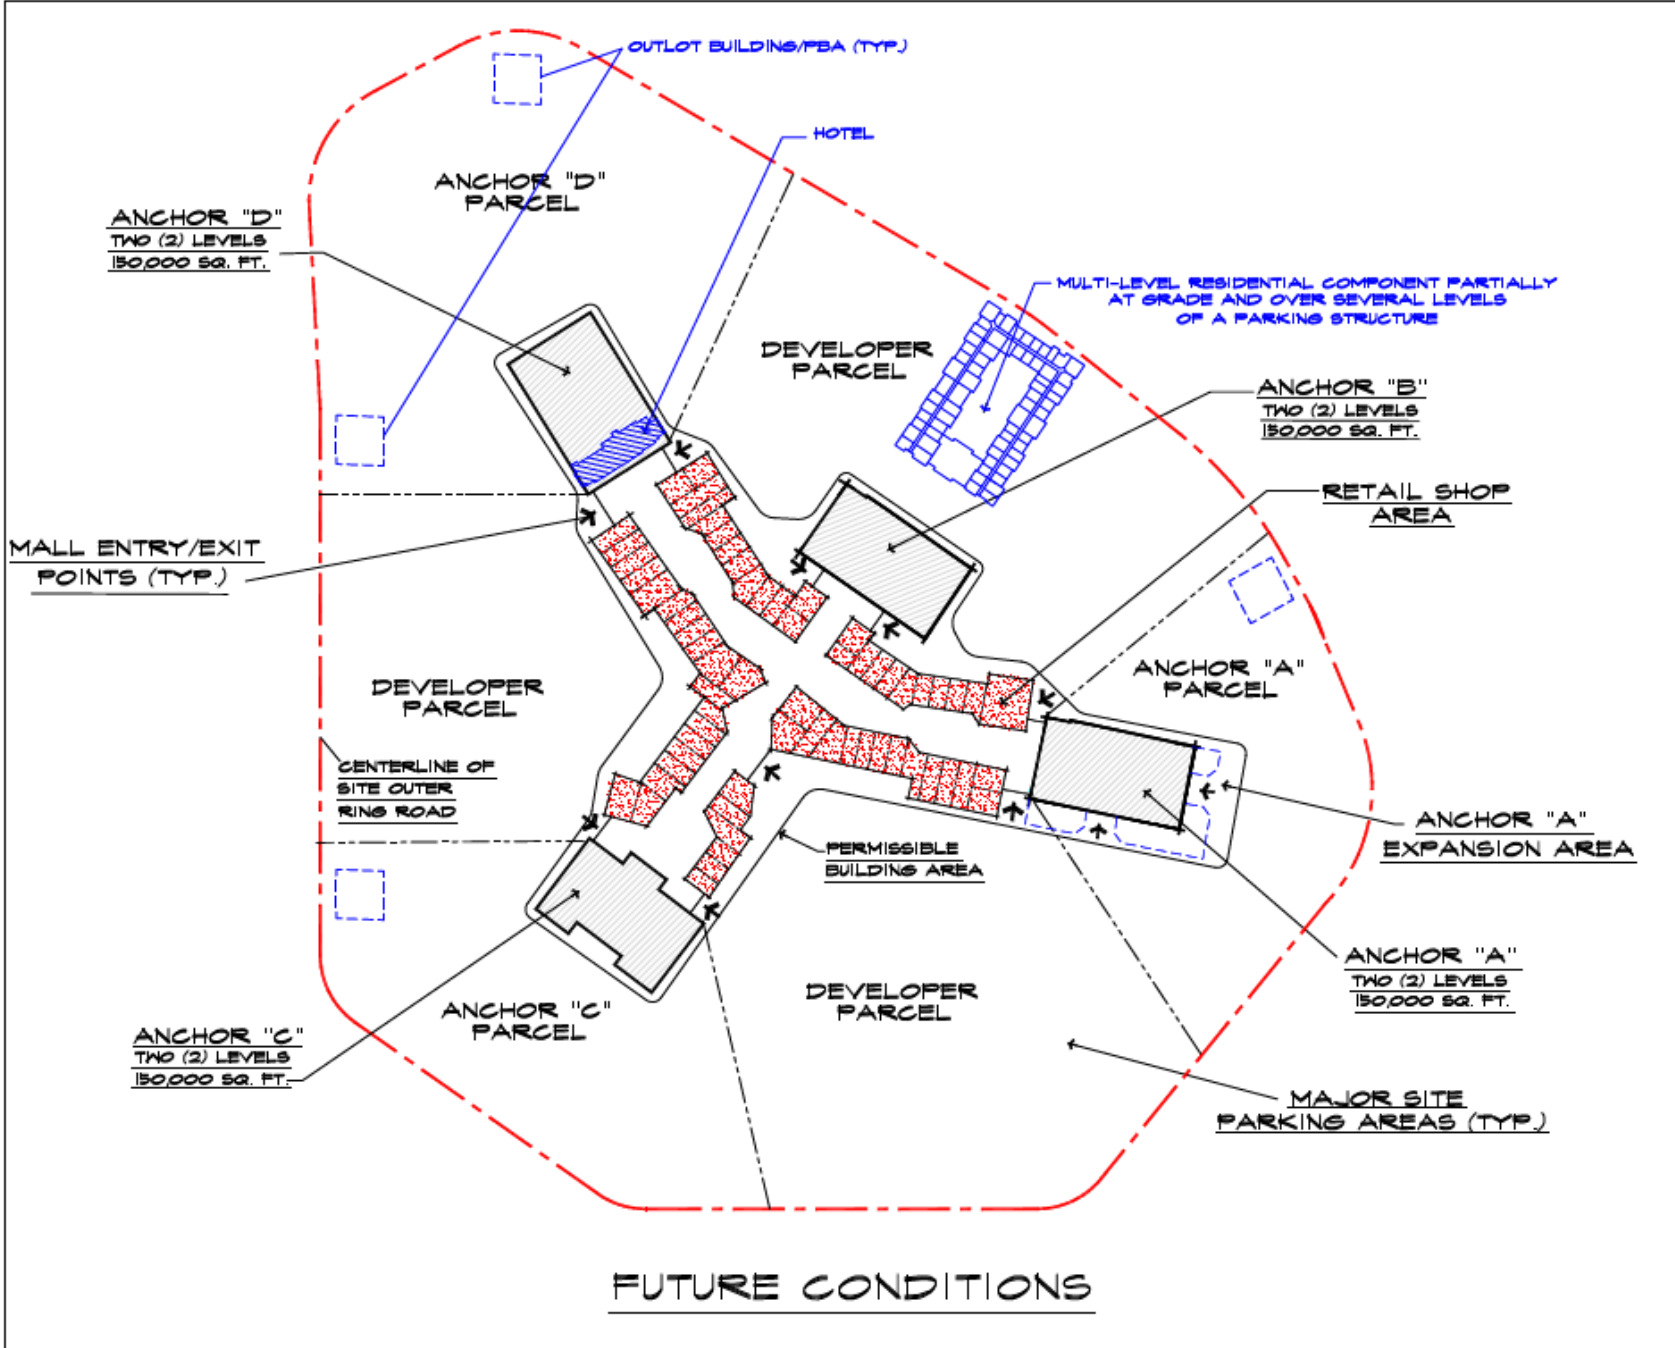 OUTLOT BUILDING/PBA (TYP.)
HOTEL
ANCHOR "D"
PARCEL
ANCHOR "D"
TWO (2) LEVELS
150,000 SQ. FT.
MULTI-LEVEL RESIDENTIAL COMPONENT PARTIALLY
AT GRADE AND OVER SEVERAL LEVELS
OF A PARKING STRUCTURE
DEVELOPER
PARCEL
ANCHOR "B"
TWO (2) LEVELS
150,000 SQ. FT.
RETAIL SHOP
AREA
MALL ENTRY/EXIT
POINTS (TYP.)
ANCHOR "A"
PARCEL
DEVELOPER
PARCEL
CENTERLINE OF
SITE OUTER
RING ROAD
PERMISSIBLE
BUILDING AREA
ANCHOR "A"
EXPANSION AREA
ANCHOR "A"
TWO (2) LEVELS
150,000 SQ. FT.
DEVELOPER
PARCEL
ANCHOR "C"
PARCEL
ANCHOR "C"
TWO (2) LEVELS
150,000 SQ. FT.
MAJOR SITE
PARKING AREAS (TYP.)
FUTURE CONDITIONS